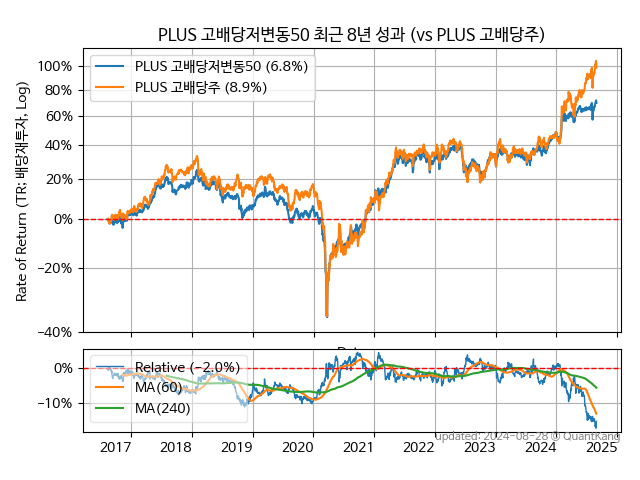 PLUS 고배당저변동50 최근 8년 성과 (vs PLUS 고배당주)
Rate of Return (TR: 배당재투자, Log)
100%
80%
60%
40%
20%
0%
−20%
−40%
PLUS 고배당저변동50 (6.8%)
PLUS 고배당주 (8.9%)
0%
−10%
Relative (−2.0%)
MA(60)
MA(240)
2017 2018 2019 2020 2021 2022 2023 2024 2025
updated: 2024-08-28 © QuantKang